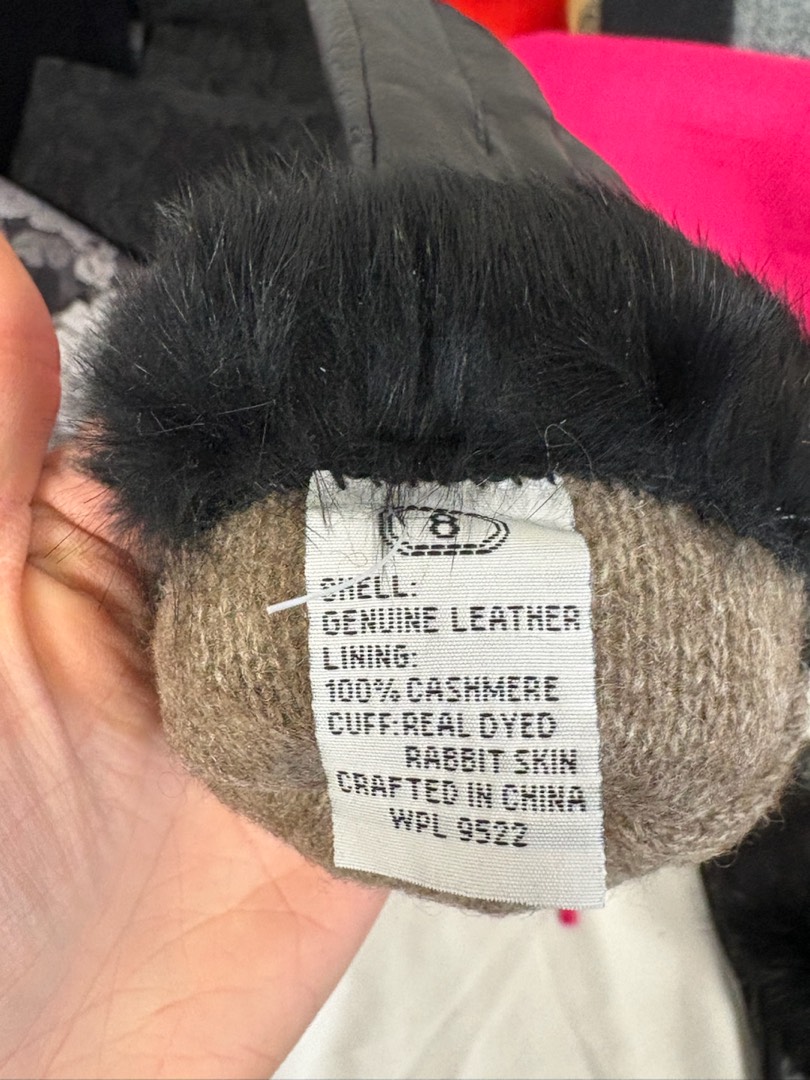 8
SHELL:
GENUINE LEATHER
LINING:
100% CASHMERE
CUFF:REAL DYED
RABBIT SKIN
CRAFTED IN CHINA
WPL 9522